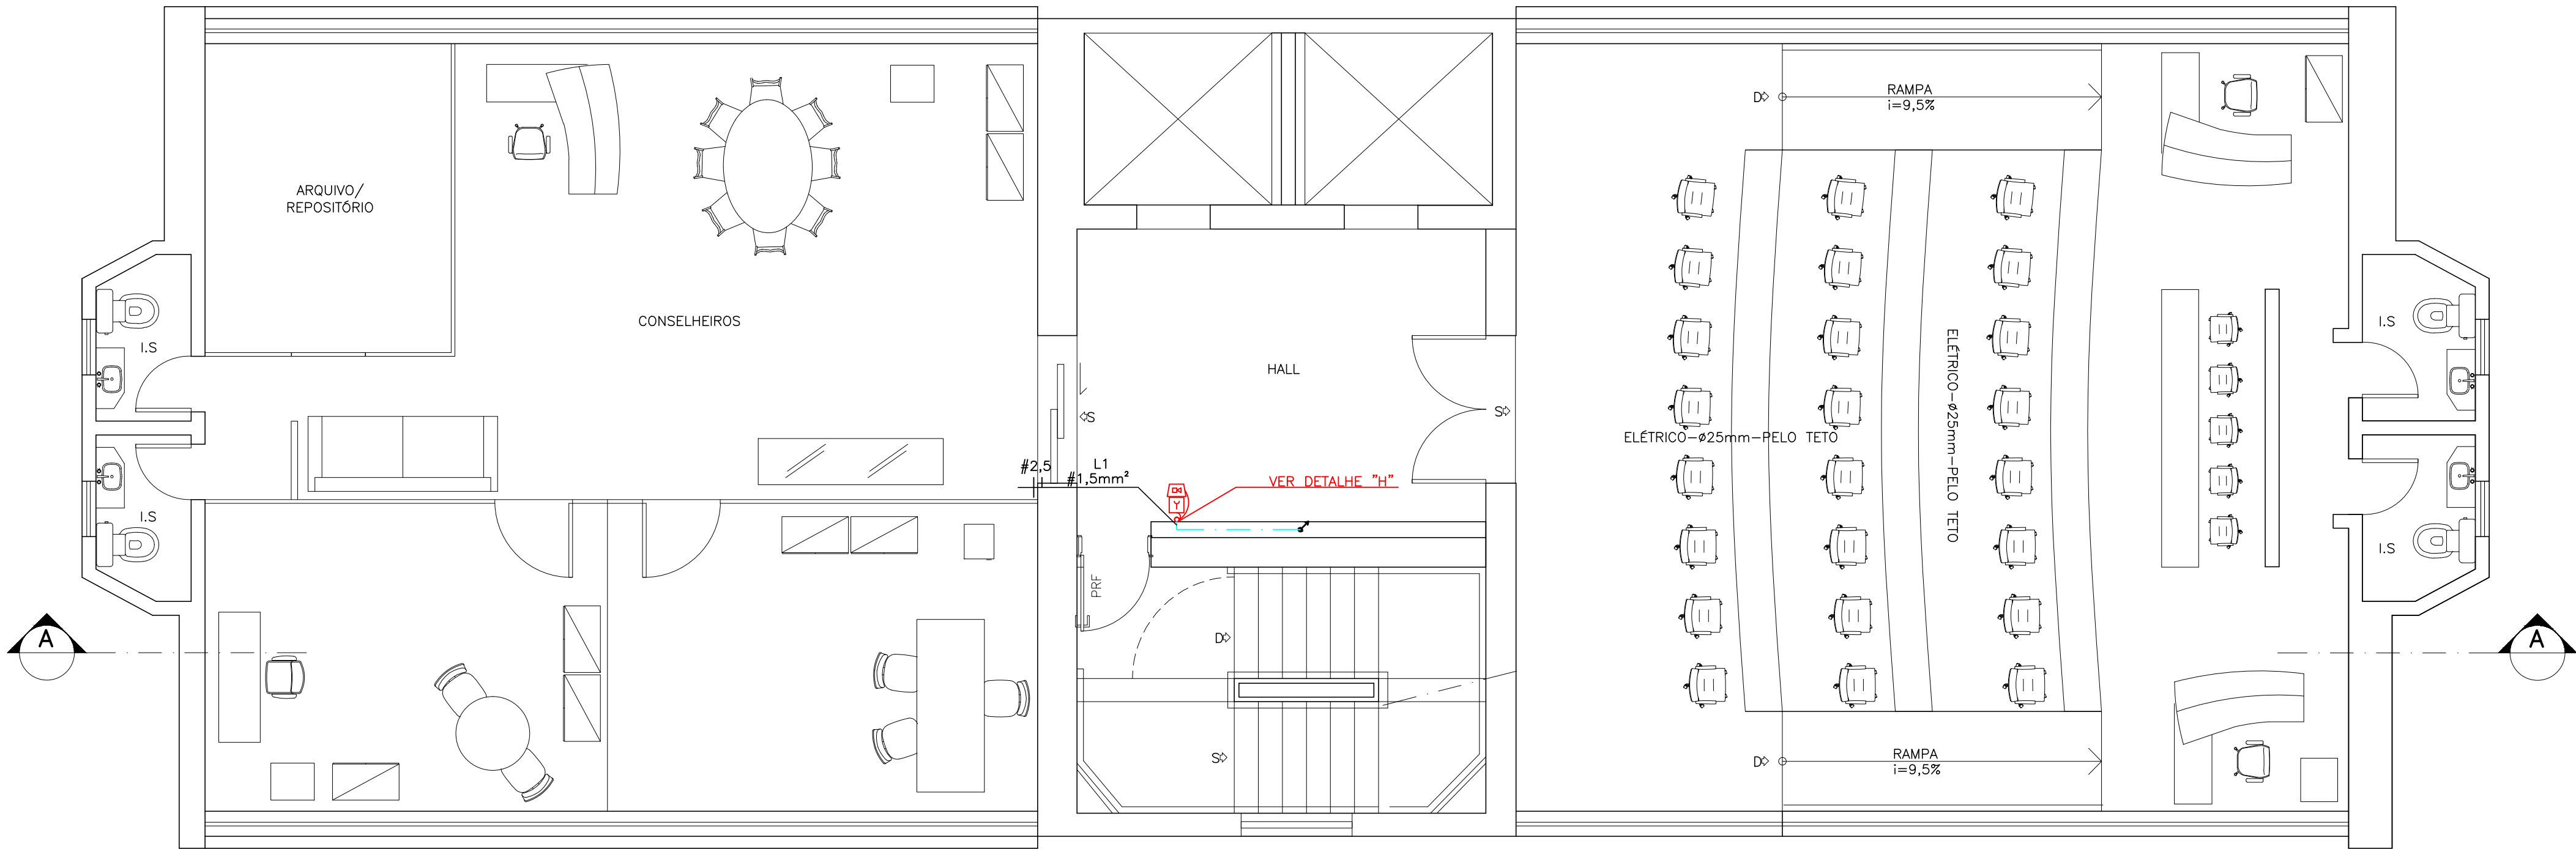 RAMPA
D
i=9,5%
ARQUIVO/
REPOSITÓRIO
CONSELHEIROS
I.S
I.S
HALL
S
S
ELÉTRICO-ø25mm-PELO TETO
ELÉTRICO-ø25mm-PELO TETO
#2,5
L1
#1,5mm²
VER DETALHE "H"
Y
I.S
I.S
PRF
D
A
A
S
RAMPA
D
i=9,5%